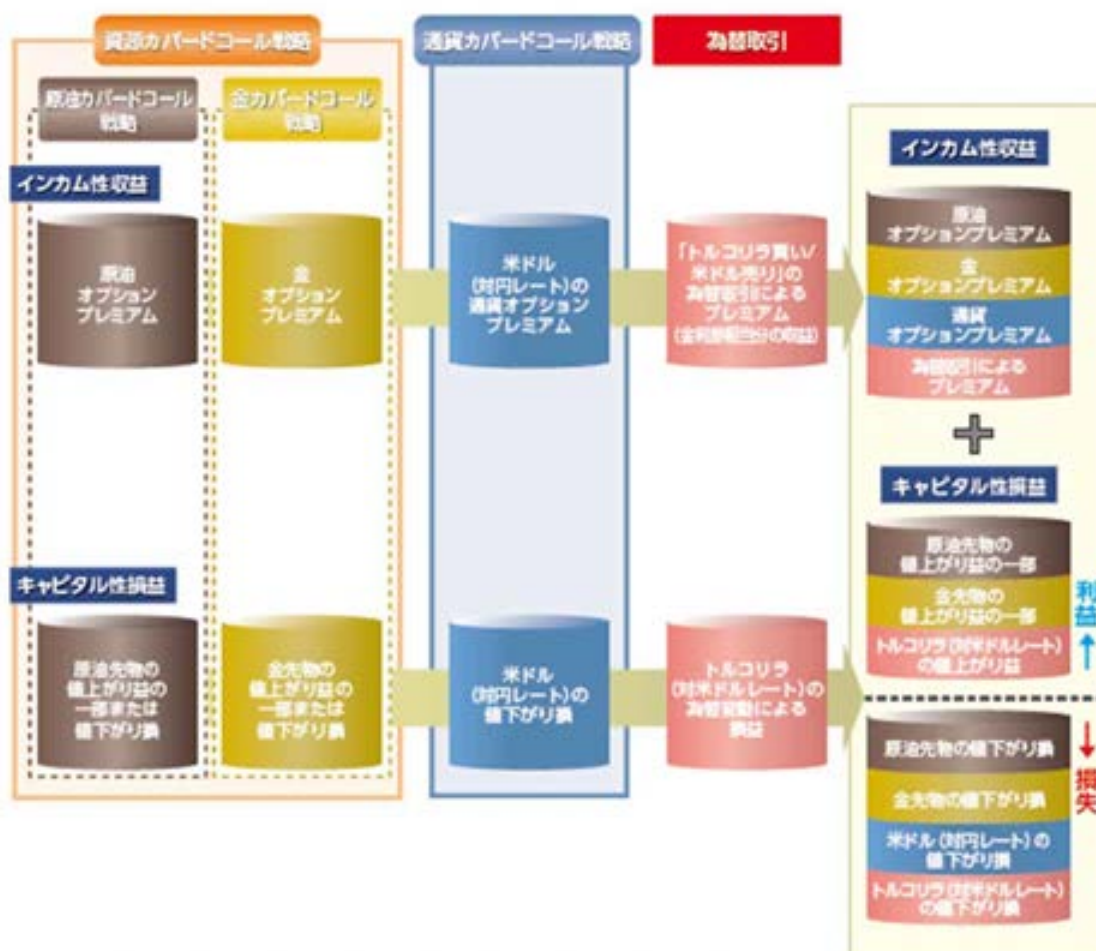 資源カバードコール戦略
通貨カバードコール戦略
為替取引
原油カバードコール
戦略
金カバードコール
戦略
インカム性収益
原油
オプション
プレミアム
金
オプション
プレミアム
米ドル
(対円レート)の
通貨オプション
プレミアム
「トルコリラ買い/
米ドル売り」の
為替取引による
プレミアム
(金利差相当分の収益)
キャピタル性損益
原油先物の
値上がり益の
一部または
値下がり損
金先物の
値上がり益の
一部または
値下がり損
米ドル
(対円レート)の
値下がり損
トルコリラ
(対米ドルレート)の
為替変動による
損益
インカム性収益
原油
オプションプレミアム
金
オプションプレミアム
通貨
オプションプレミアム
為替取引による
プレミアム
+
キャピタル性損益
原油先物の
値上がり益の一部
金先物の
値上がり益の一部
トルコリラ(対米ドルレート)
の値上がり益
利益
原油先物の値下がり損
金先物の値下がり損
米ドル(対円レート)の
値下がり損
トルコリラ(対米ドルレート)
の値下がり損
損失